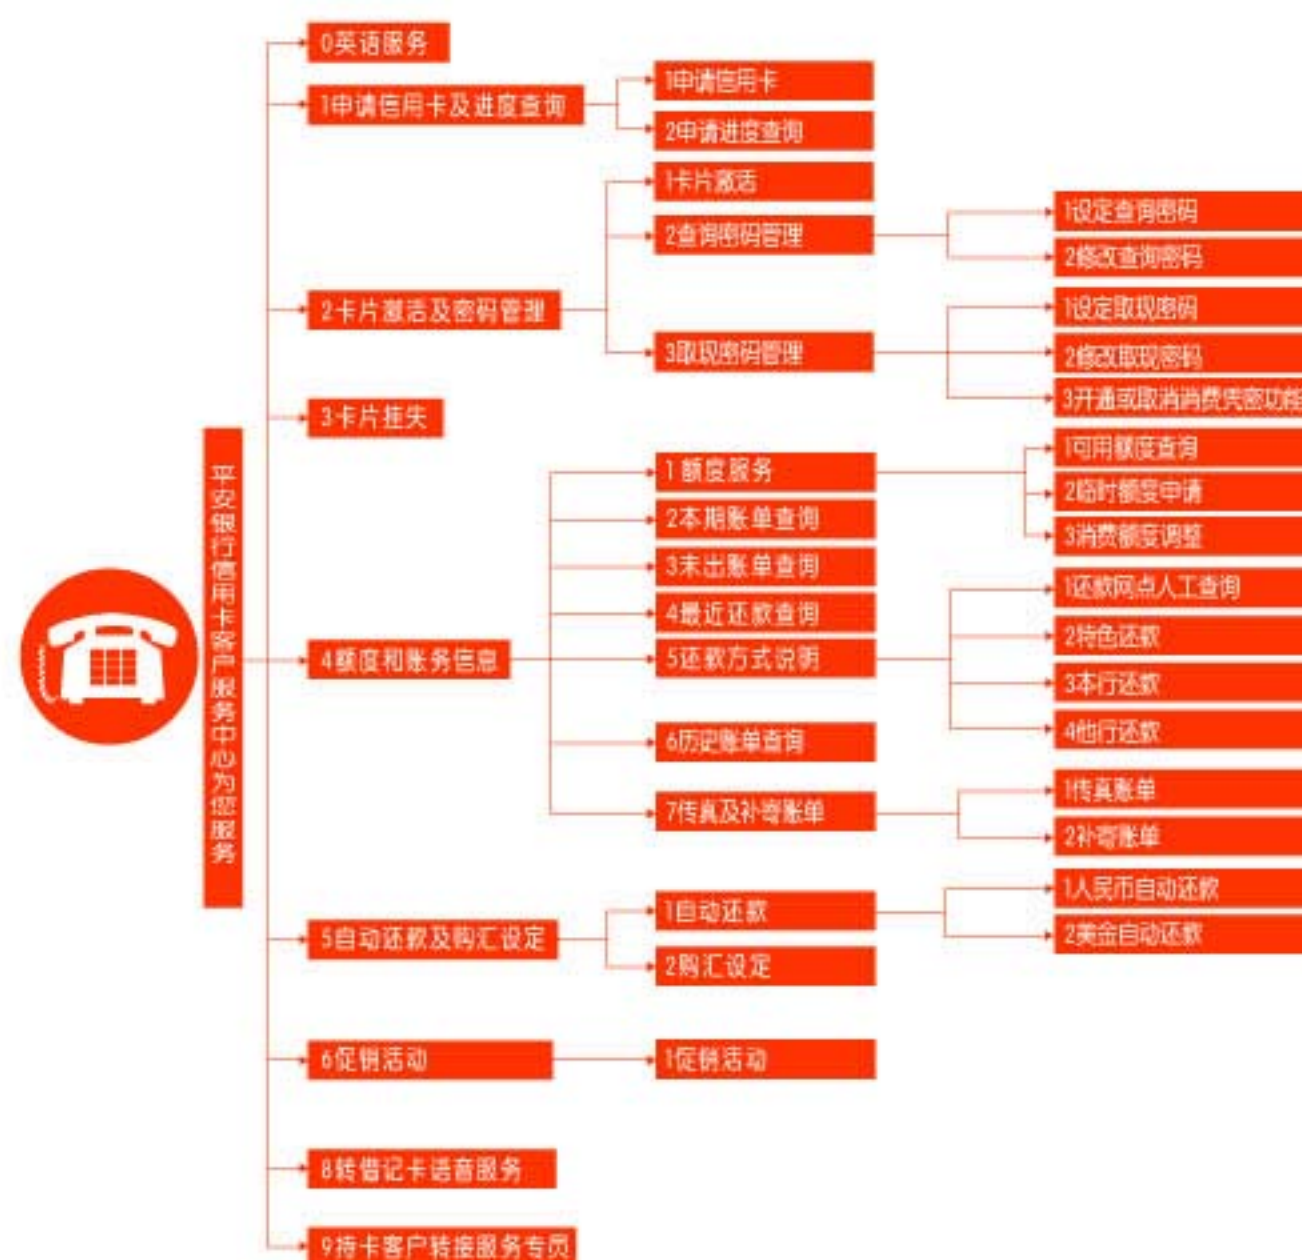 平安银行信用卡客户服务中心为您服务
0英语服务
1申请信用卡及进度查询
1申请信用卡
2申请进度查询
2卡片激活及密码管理
1卡片激活
2查询密码管理
1设定查询密码
2修改查询密码
3取现密码管理
1设定取现密码
2修改取现密码
3开通或取消消费凭密功能
3卡片挂失
4额度和账务信息
1额度服务
1可用额度查询
2临时额度申请
3消费额度调整
2本期账单查询
3未出账单查询
4最近还款查询
5还款方式说明
1还款网点人工查询
2特色还款
3本行还款
4他行还款
6历史账单查询
7传真及补寄账单
1传真账单
2补寄账单
5自动还款及购汇设定
1自动还款
1人民币自动还款
2美金自动还款
2购汇设定
6促销活动
1促销活动
8转借记卡语音服务
9持卡客户转接服务专员